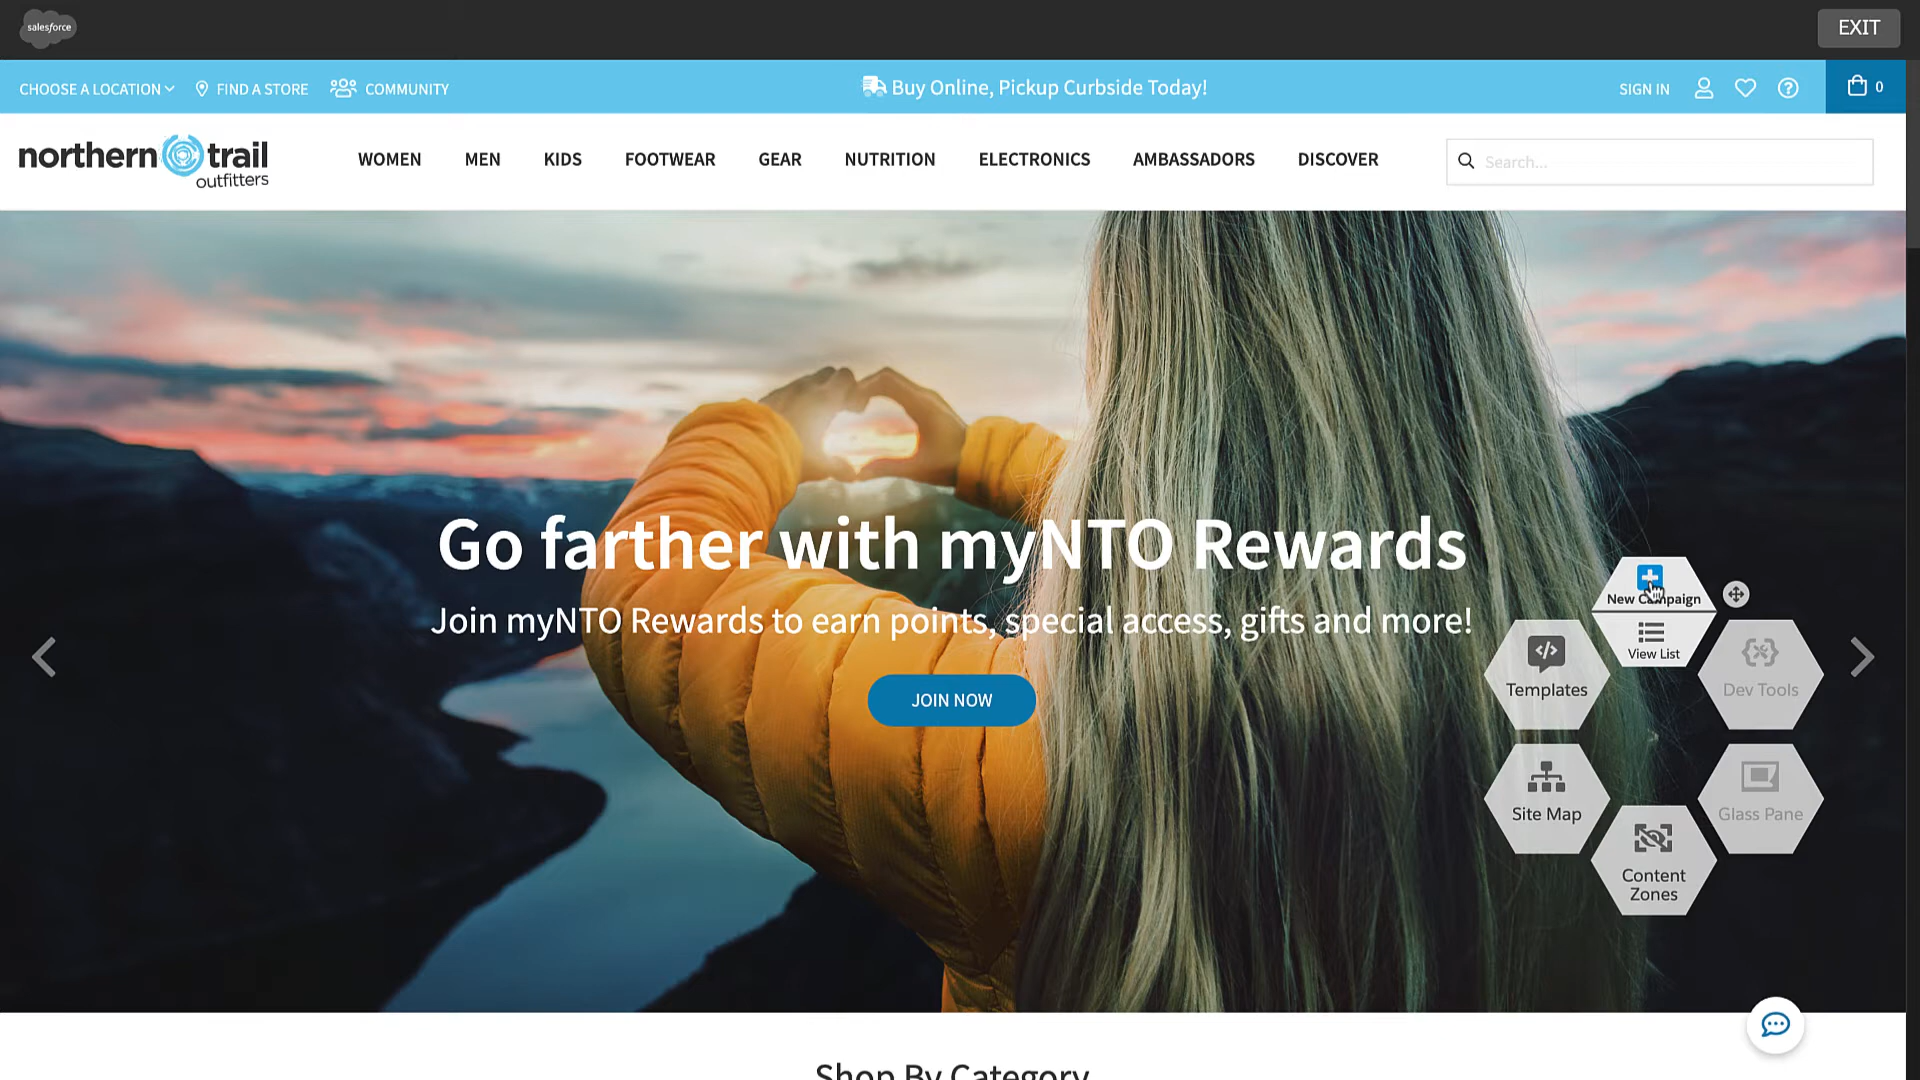 salesforce
EXIT
CHOOSE A LOCATION
FIND A STORE
COMMUNITY
Buy Online, Pickup Curbside Today!
SIGN IN
0
northern trail
outfitters
WOMEN
MEN
KIDS
FOOTWEAR
GEAR
NUTRITION
ELECTRONICS
AMBASSADORS
DISCOVER
Search...
Go farther with myNTO Rewards
Join myNTO Rewards to earn points, special access, gifts and more!
JOIN NOW
New Campaign
View List
Templates
Dev Tools
Site Map
Glass Pane
Content
Zones
Shop By Category